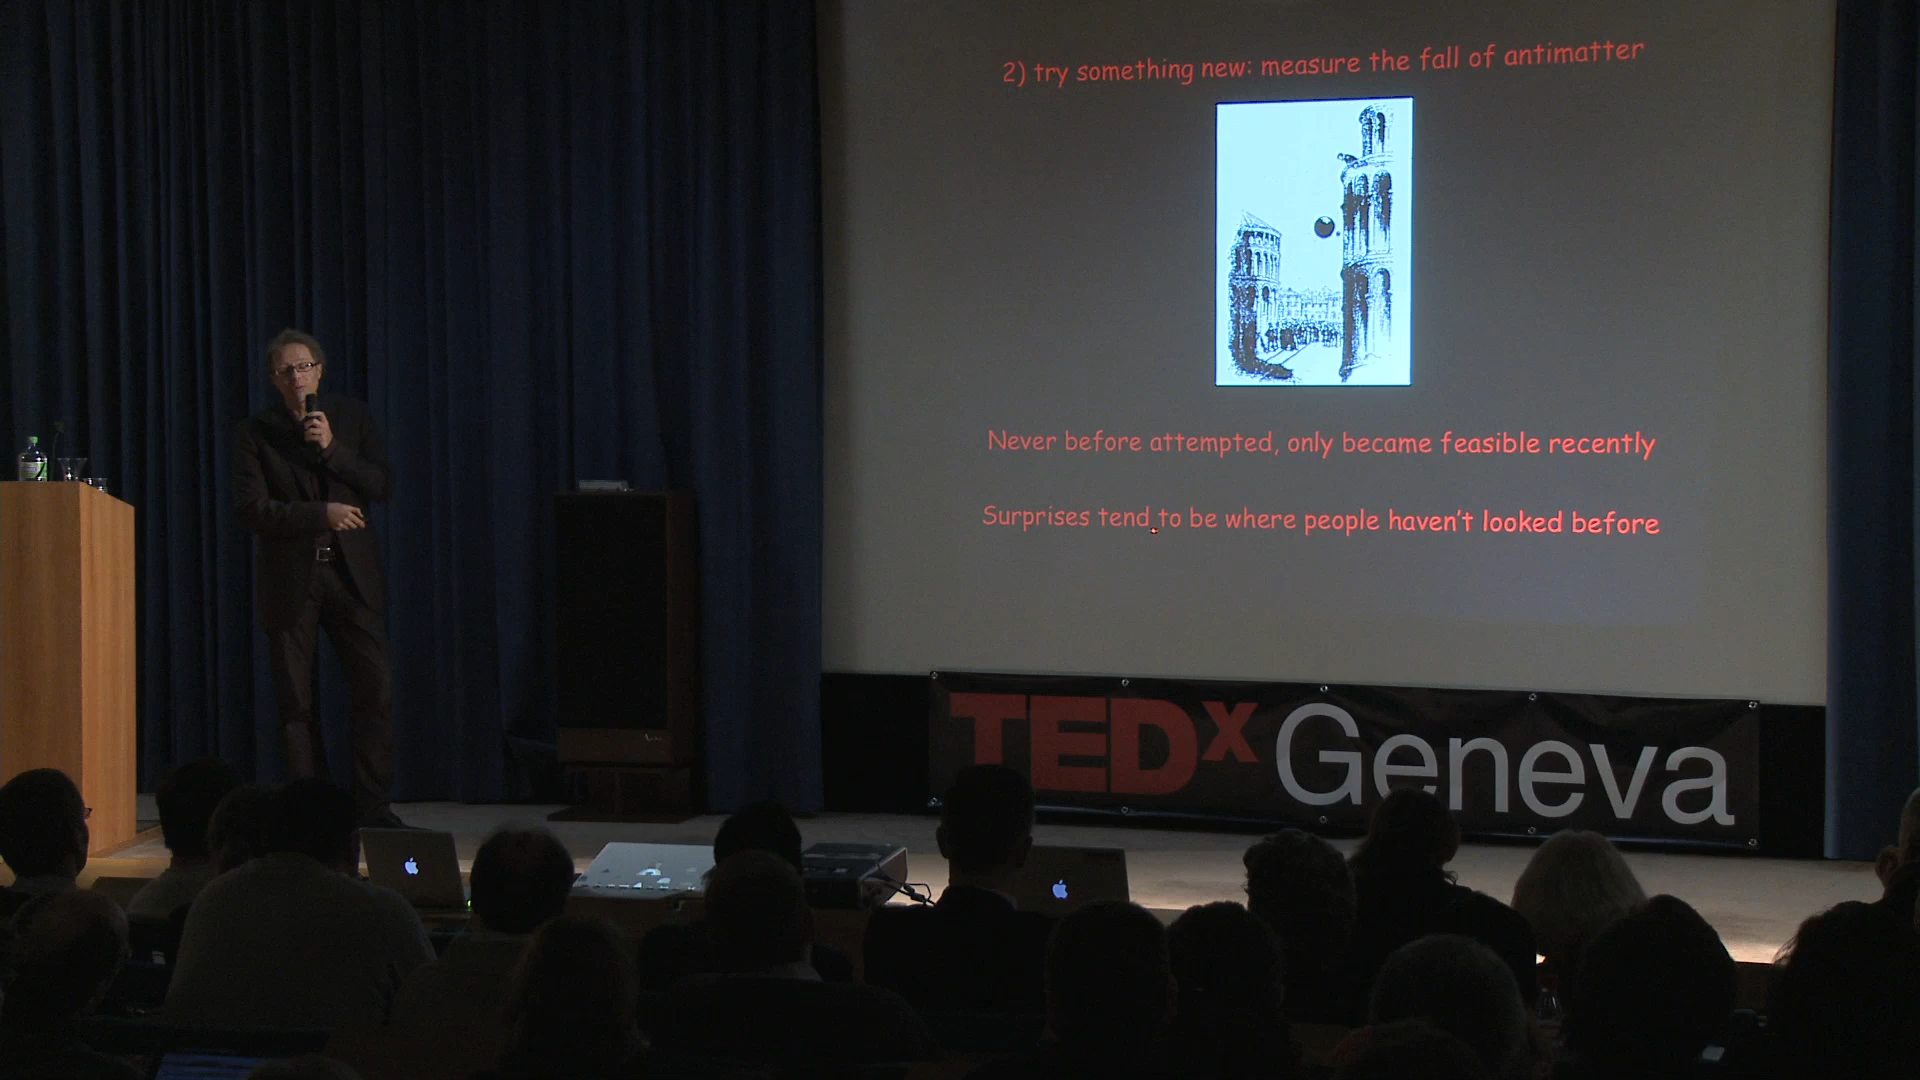 2) try something new: measure the fall of antimatter
Never before attempted, only became feasible recently
Surprises tend to be where people haven't looked before
TEDx Geneva